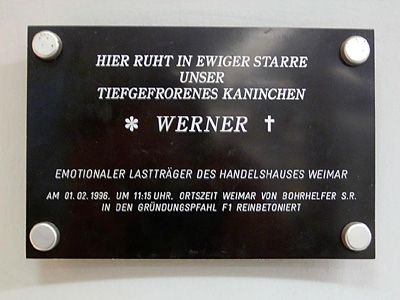 HIER RUHT IN EWIGER STARRE
UNSER
TIEFGEFRORENES KANINCHEN
✻ WERNER †
EMOTIONALER LASTTRÄGER DES HANDELSHAUSES WEIMAR
AM 01.02.1996, UM 11:15 UHR, ORTSZEIT WEIMAR VON BOHRHELFER S.R.
IN DEN GRÜNDUNGSPFAHL F1 REINBETONIERT